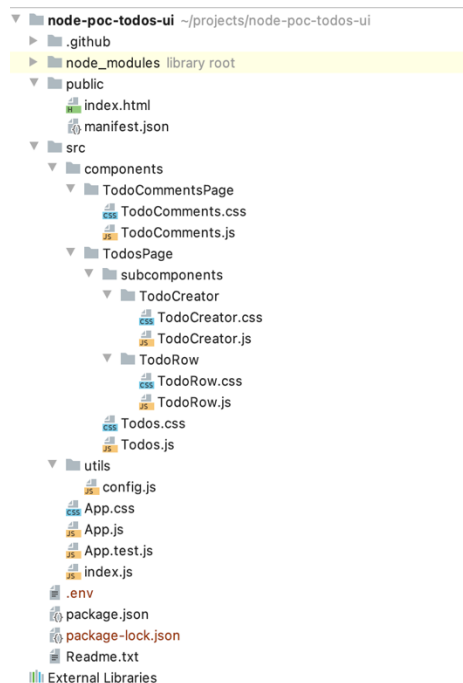 node-poc-todos-ui ~/projects/node-poc-todos-ui
.github
node_modules library root
public
index.html
manifest.json
src
components
TodoCommentsPage
TodoComments.css
TodoComments.js
TodosPage
subcomponents
TodoCreator
TodoCreator.css
TodoCreator.js
TodoRow
TodoRow.css
TodoRow.js
Todos.css
Todos.js
utils
config.js
App.css
App.js
App.test.js
index.js
.env
package.json
package-lock.json
Readme.txt
External Libraries